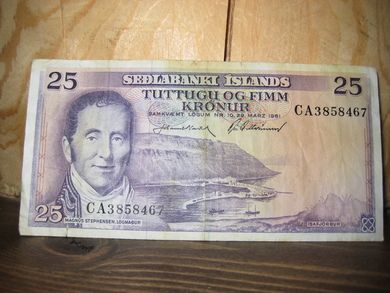 25 SEÐLABANKI ÍSLANDS 25
TUTTUGU OG FIMM
KRÓNUR
CA3858467
SAMKVÆMT LÖGUM NR. 10, 29. MARZ 1961
25 CA3858467
MAGNÚS STEPHENSEN, LÖGMAÐUR
ÍSAFJÖRÐUR